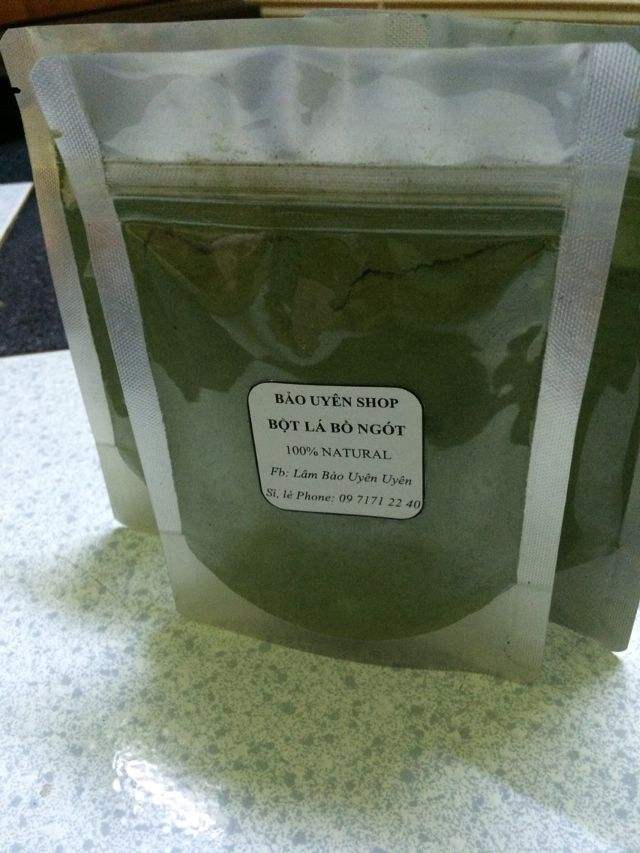 BẢO UYÊN SHOP
BỘT LÁ BỒ NGÓT
100% NATURAL
Fb: Lâm Bảo Uyên Uyên
Sỉ, lẻ Phone: 09 7171 22 40